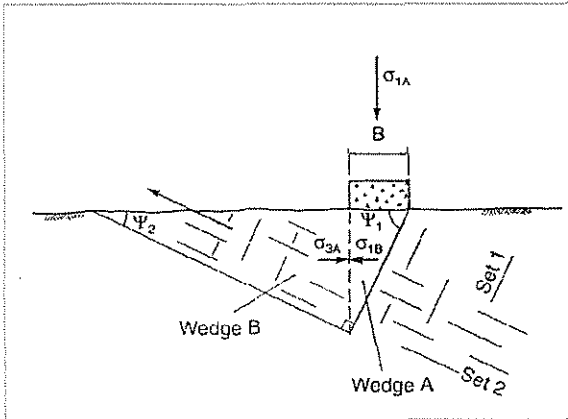 σ1A
B
Ψ2
Ψ1
σ3A
σ1B
Set 1
Wedge B
Set 2
Wedge A